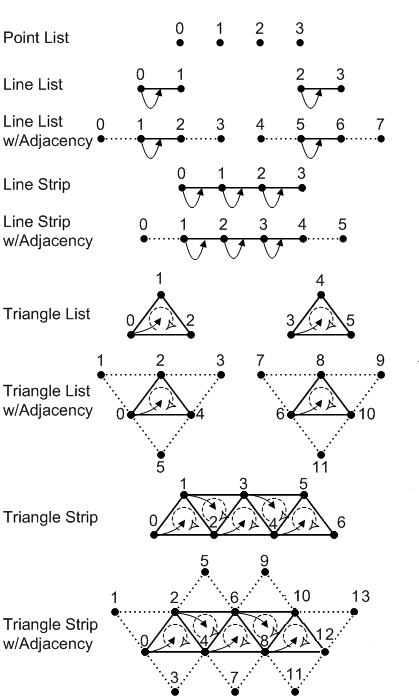 Point List 0 1 2 3
Line List 0 1 2 3
Line List
w/Adjacency 0 1 2 3 4 5 6 7
Line Strip 0 1 2 3
Line Strip
w/Adjacency 0 1 2 3 4 5
1 4
Triangle List 0 2 3 5
1 2 3 7 8 9
Triangle List
w/Adjacency 0 4 6 10
5 11
1 3 5
Triangle Strip 0 2 4 6
5 9
1 2 6 10 13
Triangle Strip
w/Adjacency 0 4 8 12
3 7 11